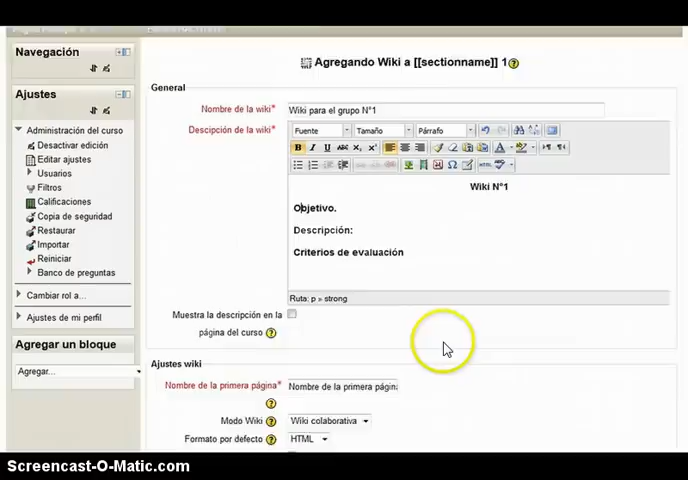 Navegación
Ajustes
Administración del curso
Desactivar edición
Editar ajustes
Usuarios
Filtros
Calificaciones
Copia de seguridad
Restaurar
Importar
Reiniciar
Banco de preguntas
Cambiar rol a...
Ajustes de mi perfil
Agregar un bloque
Agregar...
Agregando Wiki a [[sectionname]] 1
General
Nombre de la wiki* Wiki para el grupo N°1
Descipción de la wiki*
Fuente Tamaño Párrafo
Wiki N°1
Objetivo.
Descripción:
Criterios de evaluación
Ruta: p » strong
Muestra la descripción en la
página del curso
Ajustes wiki
Nombre de la primera página* Nombre de la primera págin
Modo Wiki Wiki colaborativa
Formato por defecto HTML
Screencast-O-Matic.com